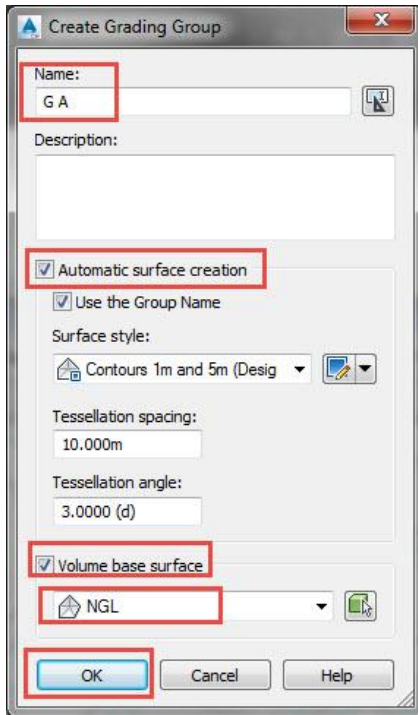 Create Grading Group
Name:
G A
Description:
Automatic surface creation
Use the Group Name
Surface style:
Contours 1m and 5m (Desig
Tessellation spacing:
10.000m
Tessellation angle:
3.0000 (d)
Volume base surface
NGL
OK Cancel Help